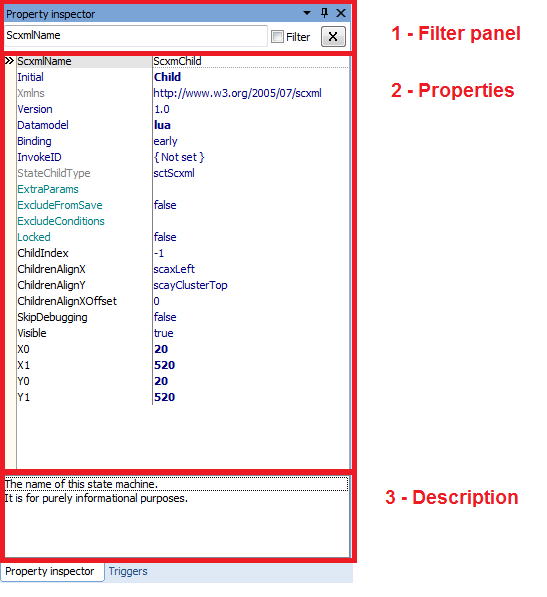 Property inspector
ScxmlName
Filter
X
1 - Filter panel
2 - Properties
ScxmlName ScxmChild
Initial Child
Xmlns http://www.w3.org/2005/07/scxml
Version 1.0
Datamodel lua
Binding early
InvokeID { Not set }
StateChildType sctScxml
ExtraParams
ExcludeFromSave false
ExcludeConditions
Locked false
ChildIndex -1
ChildrenAlignX scaxLeft
ChildrenAlignY scayClusterTop
ChildrenAlignXOffset 0
SkipDebugging false
Visible true
X0 20
X1 520
Y0 20
Y1 520
The name of this state machine.
It is for purely informational purposes.
3 - Description
Property inspector Triggers